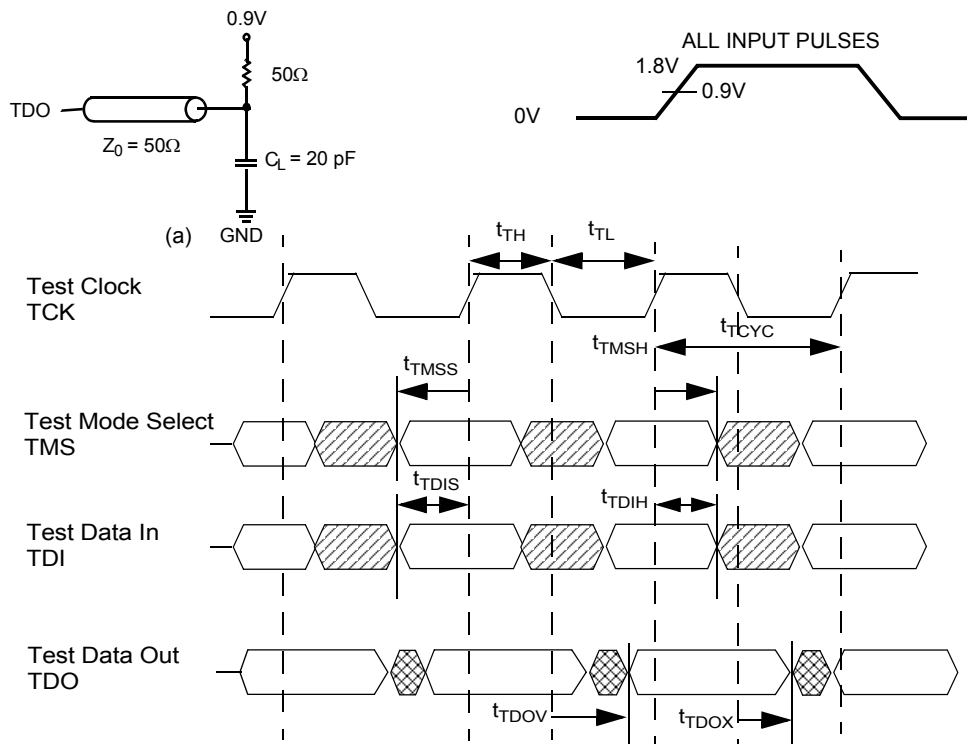 0.9V
50Ω
TDO
Z0 = 50Ω
CL = 20 pF
(a)
GND
ALL INPUT PULSES
1.8V
0.9V
0V
tTH
tTL
Test Clock
TCK
tTCYC
tTMSH
tTMSS
Test Mode Select
TMS
tTDIS
tTDIH
Test Data In
TDI
Test Data Out
TDO
tTDOV
tTDOX